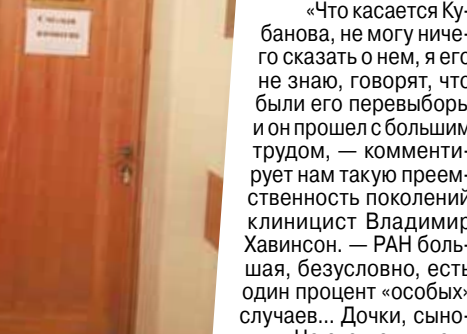 «Что касается Ку-
банова, не могу ниче-
го сказать о нем, я его
не знаю, говорят, что
были его перевыборы
и он прошел с большим
трудом, — комменти-
рует нам такую преем-
ственность поколений
клиницист Владимир
Хавинсон. — РАН боль-
шая, безусловно, есть
один процент «особых»
случаев... Дочки, сыно-